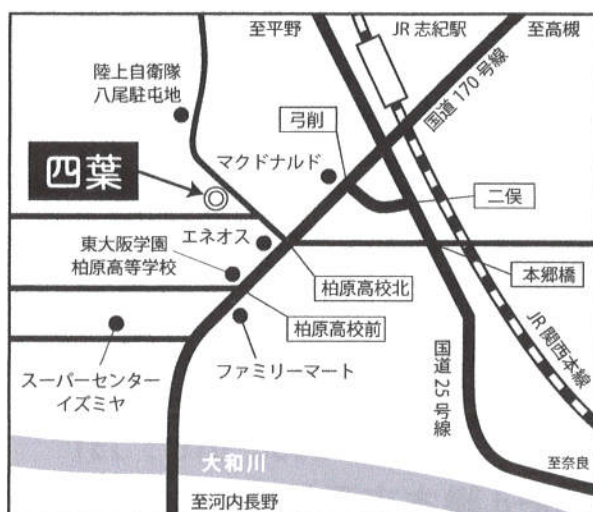 至平野
JR 志紀駅
至高槻
陸上自衛隊
八尾駐屯地
国道 170 号線
弓削
マクドナルド
四葉
二俣
エネオス
東大阪学園
柏原高等学校
柏原高校北
本郷橋
柏原高校前
スーパーセンター
イズミヤ
ファミリーマート
国道 25 号線
JR 関西本線
大和川
至奈良
至河内長野